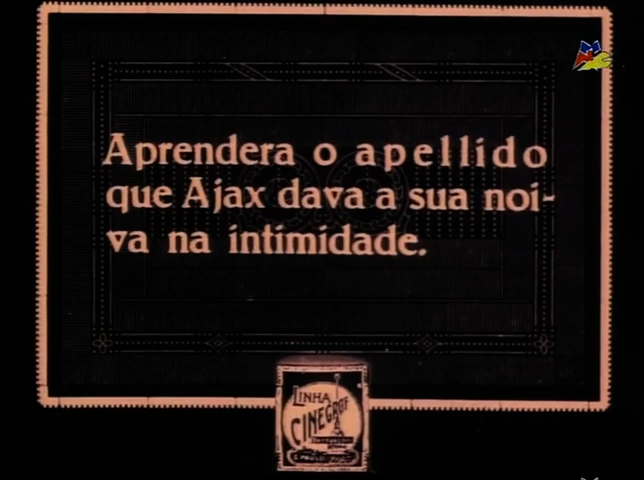 Aprendera o apellido
que Ajax dava a sua noi-
va na intimidade.
LINHA
CINEGRAF